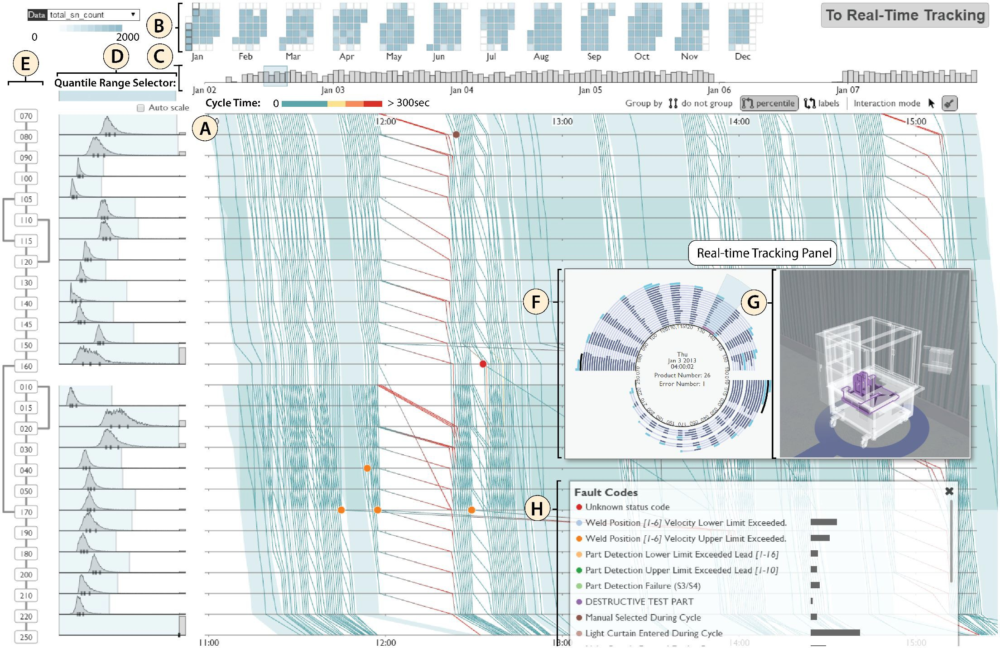 Data total_sn_count
0 2000
B
Jan Feb Mar Apr May Jun Jul Aug Sep Oct Nov Dec
To Real-Time Tracking
E
D
C
Quantile Range Selector:
Jan 02 Jan 03 Jan 04 Jan 05 Jan 06 Jan 07
Auto scale
Cycle Time: 0 > 300sec
Group by do not group percentile labels Interaction mode
A
12:00 13:00 14:00 15:00
070
080
090
100
105
110
115
120
130
140
145
150
160
010
015
020
030
040
050
170
190
180
200
210
220
250
Real-time Tracking Panel
F
G
070 080 090 100 105 110,115 120 130 140 145 150 160
010 015 020 030 040 050 170 190 180 200 210 220 250
Thu
Jan 3 2013
04:00:02
Product Number: 26
Error Number: 1
H
Fault Codes
Unknown status code
Weld Position [1-6] Velocity Lower Limit Exceeded.
Weld Position [1-6] Velocity Upper Limit Exceeded.
Part Detection Lower Limit Exceeded Lead [1-16]
Part Detection Upper Limit Exceeded Lead [1-10]
Part Detection Failure (S3/S4)
DESTRUCTIVE TEST PART
Manual Selected During Cycle
Light Curtain Entered During Cycle
11:00 12:00 13:00 14:00 15:00